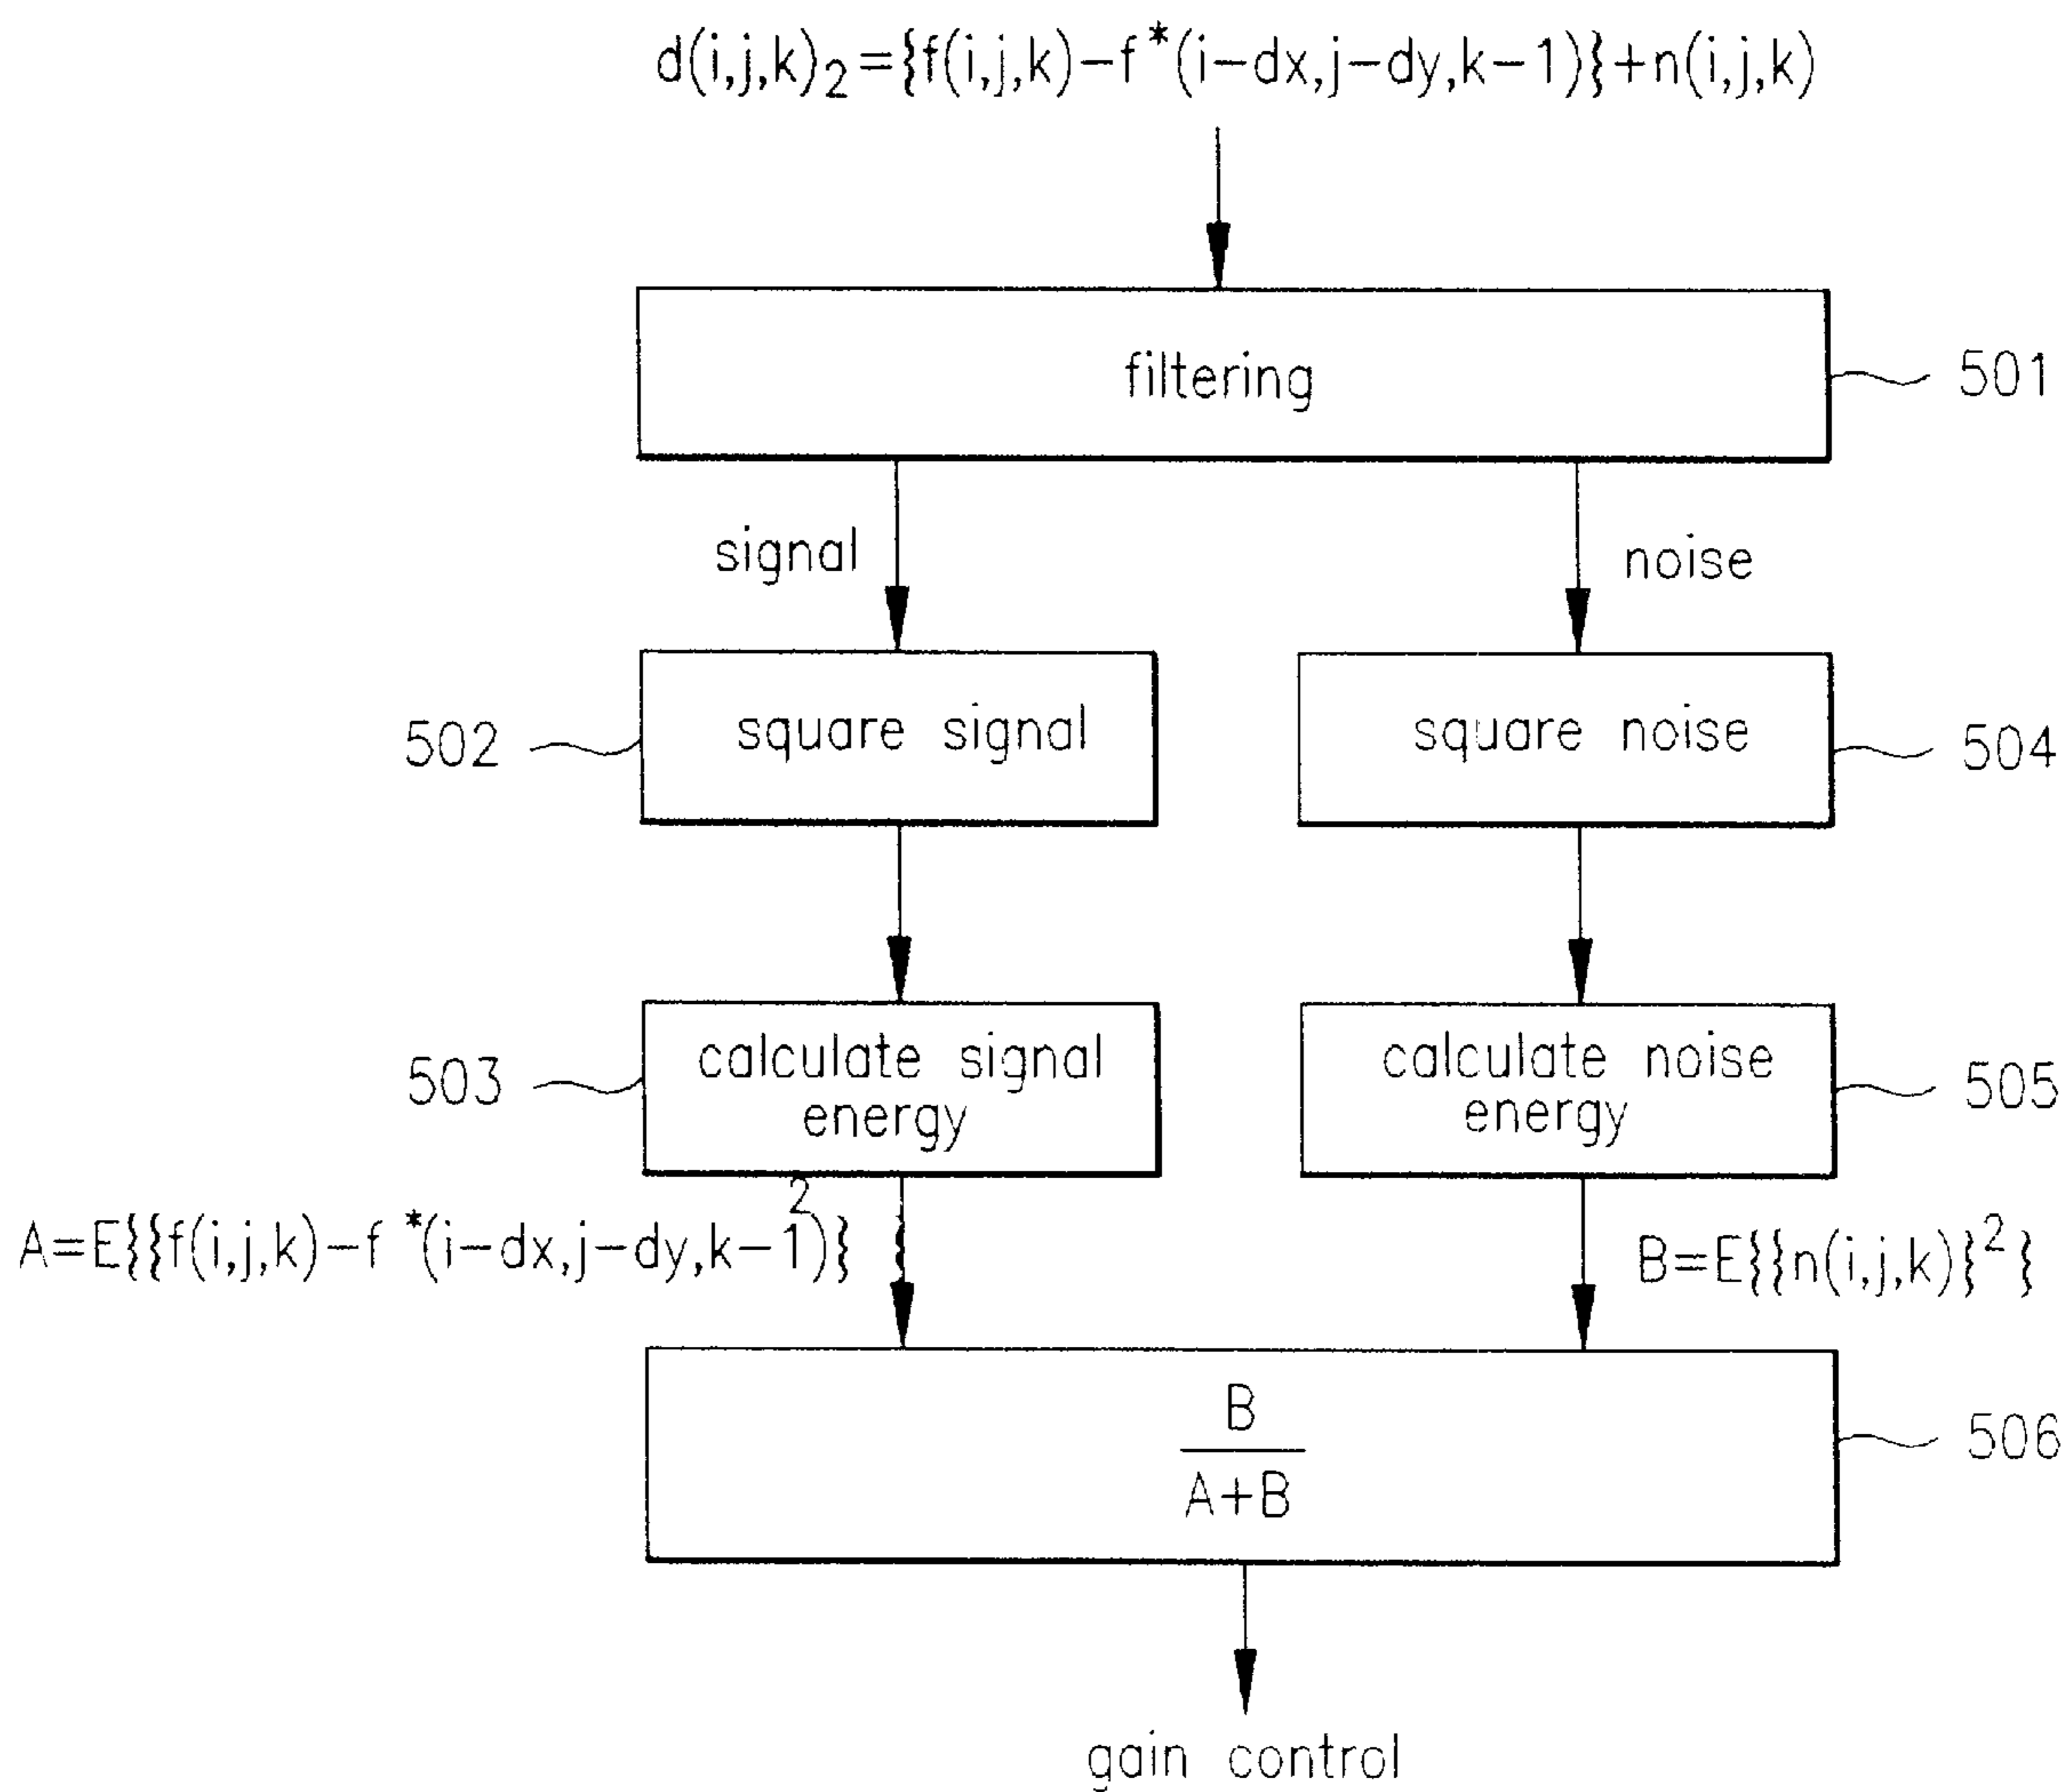 d(i,j,k)₂={f(i,j,k)−f*(i−dx,j−dy,k−1)}+n(i,j,k)
filtering
501
signal
noise
502
square signal
square noise
504
503
calculate signal
energy
calculate noise
energy
505
A=E{{f(i,j,k)−f*(i−dx,j−dy,k−1)}²}
B=E{{n(i,j,k)}²}
B
A+B
506
gain control